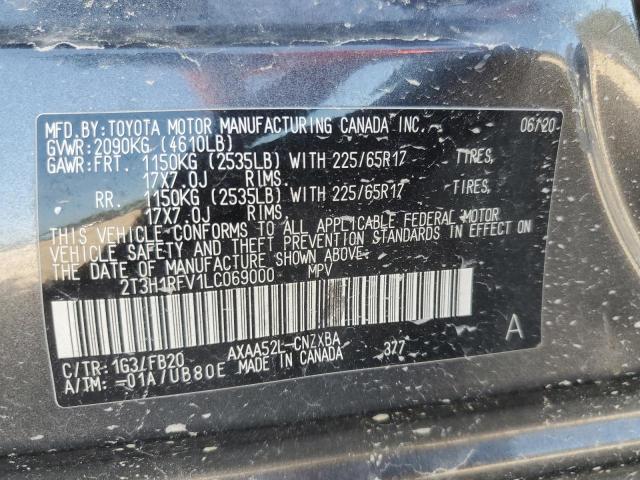 MFD.BY:TOYOTA MOTOR MANUFACTURING CANADA INC. 06/20
GVWR:2090KG (4610LB)
GAWR:FRT. 1150KG (2535LB) WITH 225/65R17 TIRES,
17X7.0J RIMS.
RR. 1150KG (2535LB) WITH 225/65R17 TIRES,
17X7.0J RIMS.
THIS VEHICLE CONFORMS TO ALL APPLICABLE FEDERAL MOTOR
VEHICLE SAFETY AND THEFT PREVENTION STANDARDS IN EFFECT ON
THE DATE OF MANUFACTURE SHOWN ABOVE.
2T3H1RFV1LC069000 MPV
C/TR: 1G3/FB20 AXAA52L-CNZXBA 327
A/TM: -01A/UB80E MADE IN CANADA
A